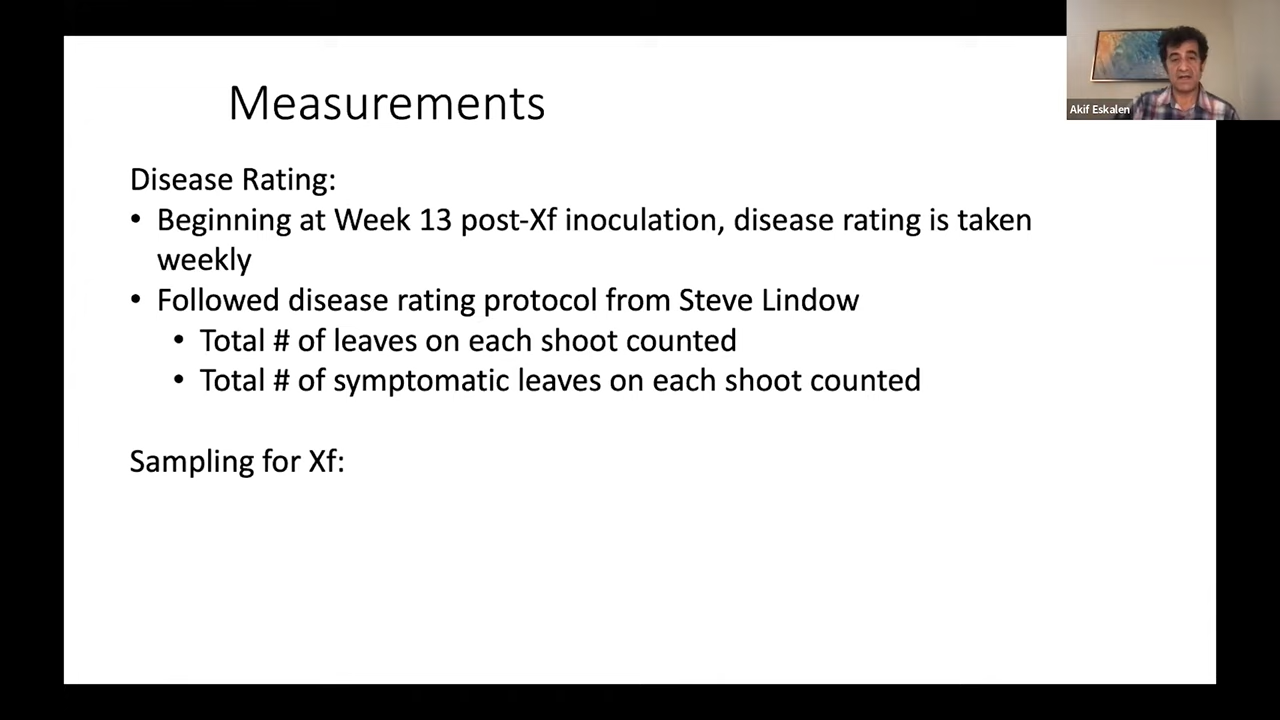 Measurements
Akif Eskalen
Disease Rating:
• Beginning at Week 13 post-Xf inoculation, disease rating is taken
weekly
• Followed disease rating protocol from Steve Lindow
• Total # of leaves on each shoot counted
• Total # of symptomatic leaves on each shoot counted
Sampling for Xf: